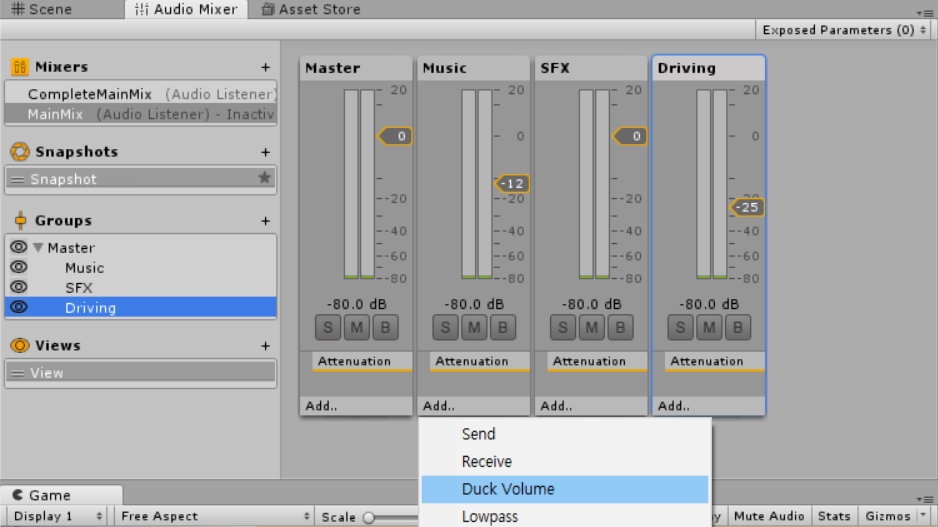 Scene
Audio Mixer
Asset Store
Exposed Parameters (0)
Mixers +
CompleteMainMix (Audio Listener)
MainMix (Audio Listener) - Inactiv
Snapshots +
Snapshot
Groups +
Master
Music
SFX
Driving
Views +
View
Master
20
0
-20
-40
-60
-80
-80.0 dB
S M B
Attenuation
Add..
Music
20
0
-12
-20
-40
-60
-80
-80.0 dB
S M B
Attenuation
Add..
SFX
20
0
-20
-40
-60
-80
-80.0 dB
S M B
Attenuation
Add..
Driving
20
0
-25
-40
-60
-80
-80.0 dB
S M B
Attenuation
Add..
Send
Receive
Duck Volume
Lowpass
Game
Display 1
Free Aspect
Scale
Mute Audio
Stats
Gizmos